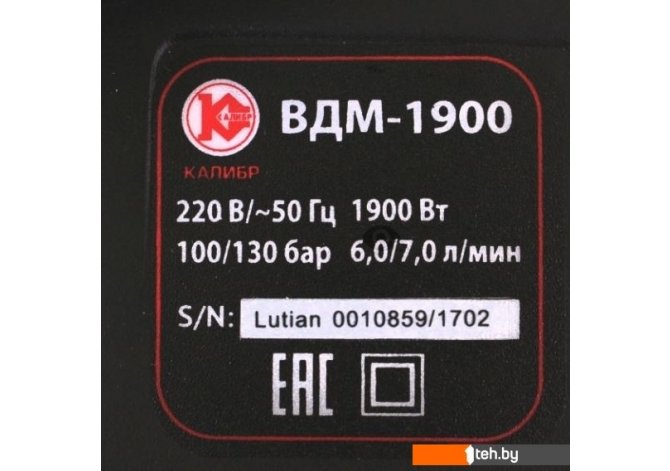 КАЛИБР
ВДМ-1900
КАЛИБР
220 В/~50 Гц 1900 Вт
100/130 бар 6,0/7,0 л/мин
S/N: Lutian 0010859/1702
EAC
1teh.by